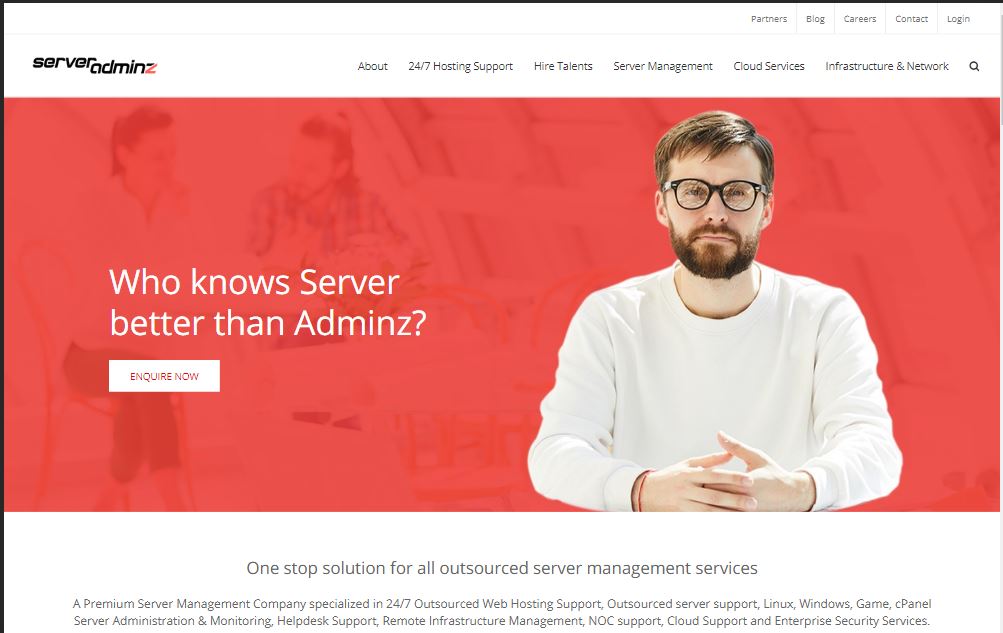 Partners Blog Careers Contact Login
serveradminz
About 24/7 Hosting Support Hire Talents Server Management Cloud Services Infrastructure & Network
Who knows Server
better than Adminz?
ENQUIRE NOW
One stop solution for all outsourced server management services
A Premium Server Management Company specialized in 24/7 Outsourced Web Hosting Support, Outsourced server support, Linux, Windows, Game, cPanel
Server Administration & Monitoring, Helpdesk Support, Remote Infrastructure Management, NOC support, Cloud Support and Enterprise Security Services.